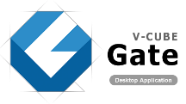 V-CUBE
Gate
Desktop Application